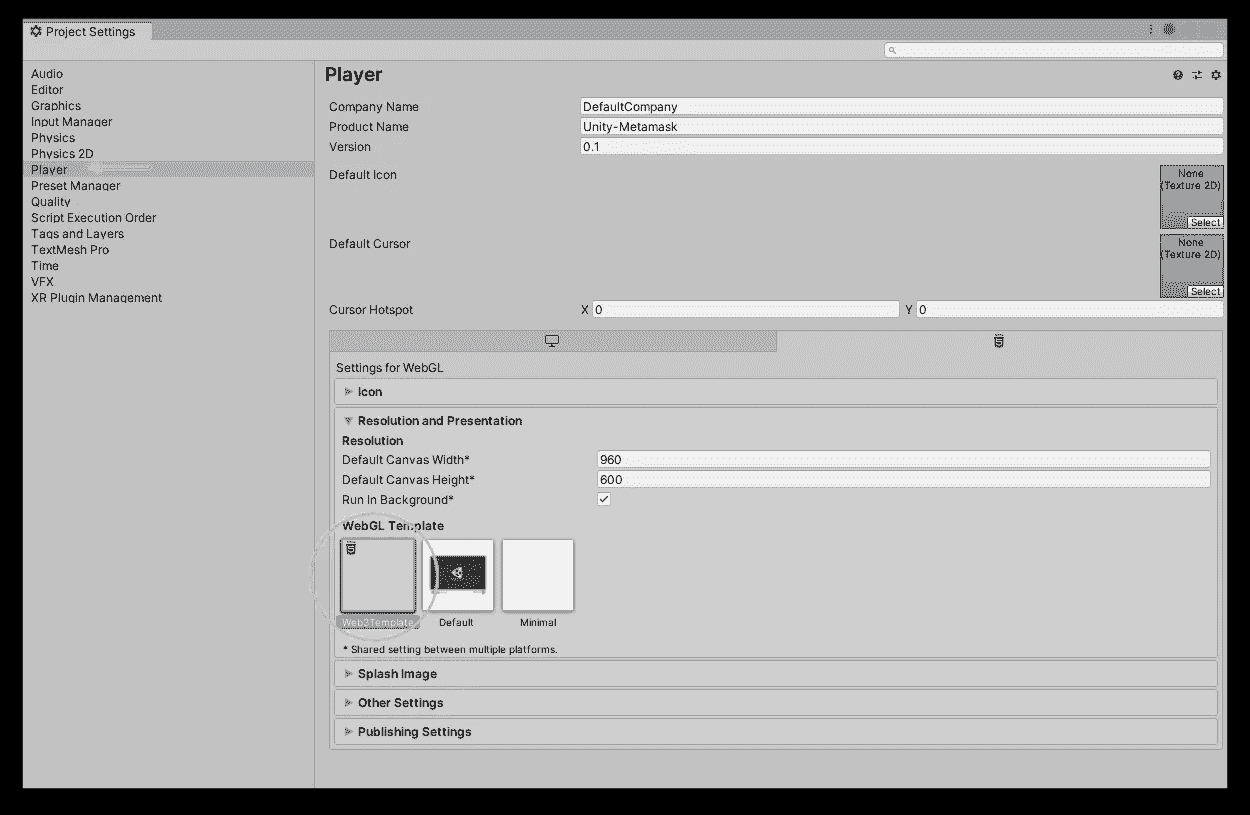 Project Settings
Audio
Editor
Graphics
Input Manager
Physics
Physics 2D
Player
Preset Manager
Quality
Script Execution Order
Tags and Layers
TextMesh Pro
Time
VFX
XR Plugin Management
Player
Company Name DefaultCompany
Product Name Unity-Metamask
Version 0.1
Default Icon
None
(Texture 2D)
Select
Default Cursor
None
(Texture 2D)
Select
Cursor Hotspot X 0 Y 0
Settings for WebGL
Icon
Resolution and Presentation
Resolution
Default Canvas Width* 960
Default Canvas Height* 600
Run In Background*
WebGL Template
Web3Template Default Minimal
* Shared setting between multiple platforms.
Splash Image
Other Settings
Publishing Settings